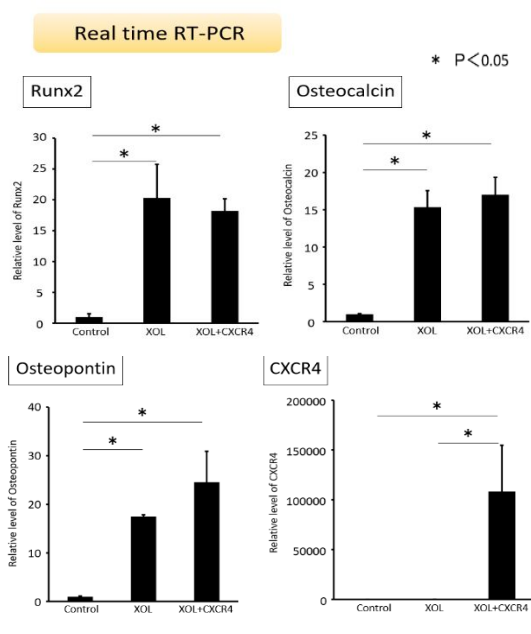 Real time RT-PCR
* P<0.05
Runx2
Relative level of Runx2
30
25
20
15
10
5
0
*
*
Control XOL XOL+CXCR4
Osteocalcin
Relative level of Osteocalcin
25
20
15
10
5
0
*
*
Control XOL XOL+CXCR4
Osteopontin
Relative level of Osteopontin
40
30
20
10
0
*
*
Control XOL XOL+CXCR4
CXCR4
Relative level of CXCR4
200000
150000
100000
50000
0
*
*
Control XOL XOL+CXCR4